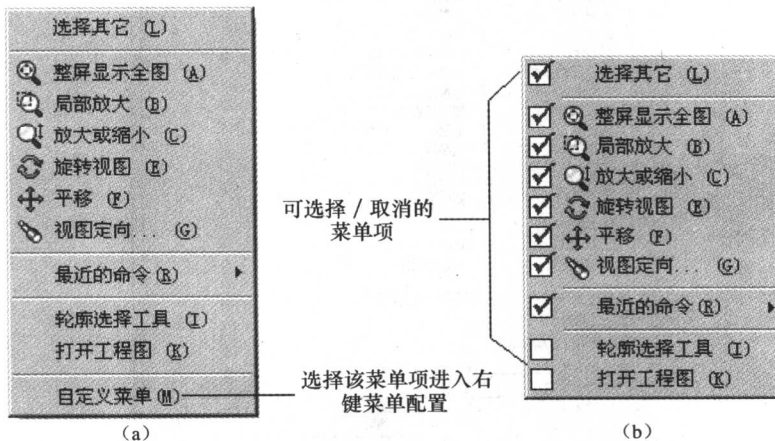 选择其它 (L)
整屏显示全图 (A)
局部放大 (B)
放大或缩小 (C)
旋转视图 (E)
平移 (F)
视图定向... (G)
最近的命令(R)
轮廓选择工具 (I)
打开工程图 (K)
自定义菜单(M)
(a)
可选择 / 取消的
菜单项
选择该菜单项进入右
键菜单配置
选择其它 (L)
整屏显示全图 (A)
局部放大 (B)
放大或缩小 (C)
旋转视图 (E)
平移 (F)
视图定向... (G)
最近的命令(R)
轮廓选择工具 (I)
打开工程图 (K)
(b)